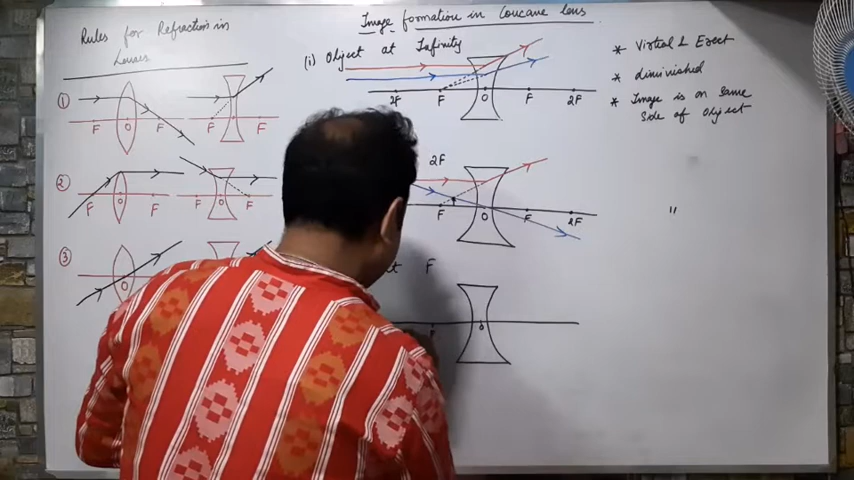 Rules for Refraction in
Lenses
Image formation in Concave lens
(i) Object at Infinity
* Virtual & Erect
* diminished
* Image is on same
side of object
①
F O F
F O F
2F F O F 2F
②
F O F
F O F
2F
F O F 2F
"
③
O
F
O